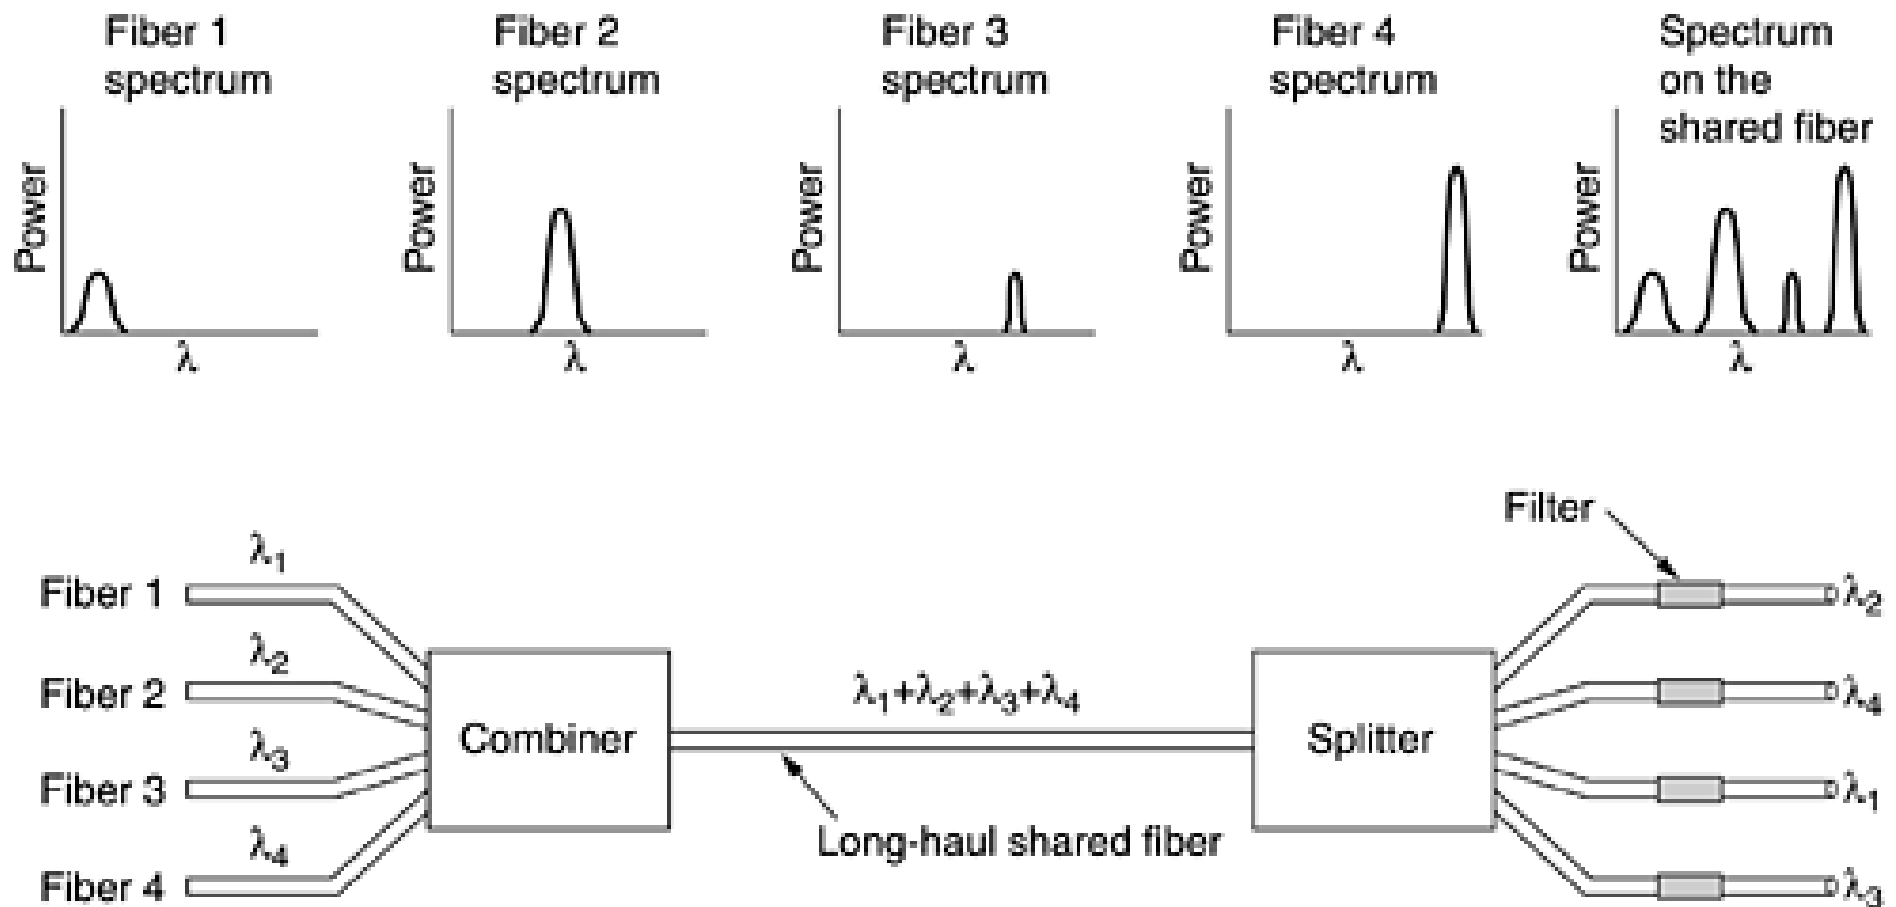 Fiber 1
spectrum
Fiber 2
spectrum
Fiber 3
spectrum
Fiber 4
spectrum
Spectrum
on the
shared fiber
Power
λ
Power
λ
Power
λ
Power
λ
Power
λ
Filter
λ1
Fiber 1
λ2
Fiber 2
λ3
Fiber 3
λ4
Fiber 4
Combiner
λ1+λ2+λ3+λ4
Long-haul shared fiber
Splitter
λ2
λ4
λ1
λ3